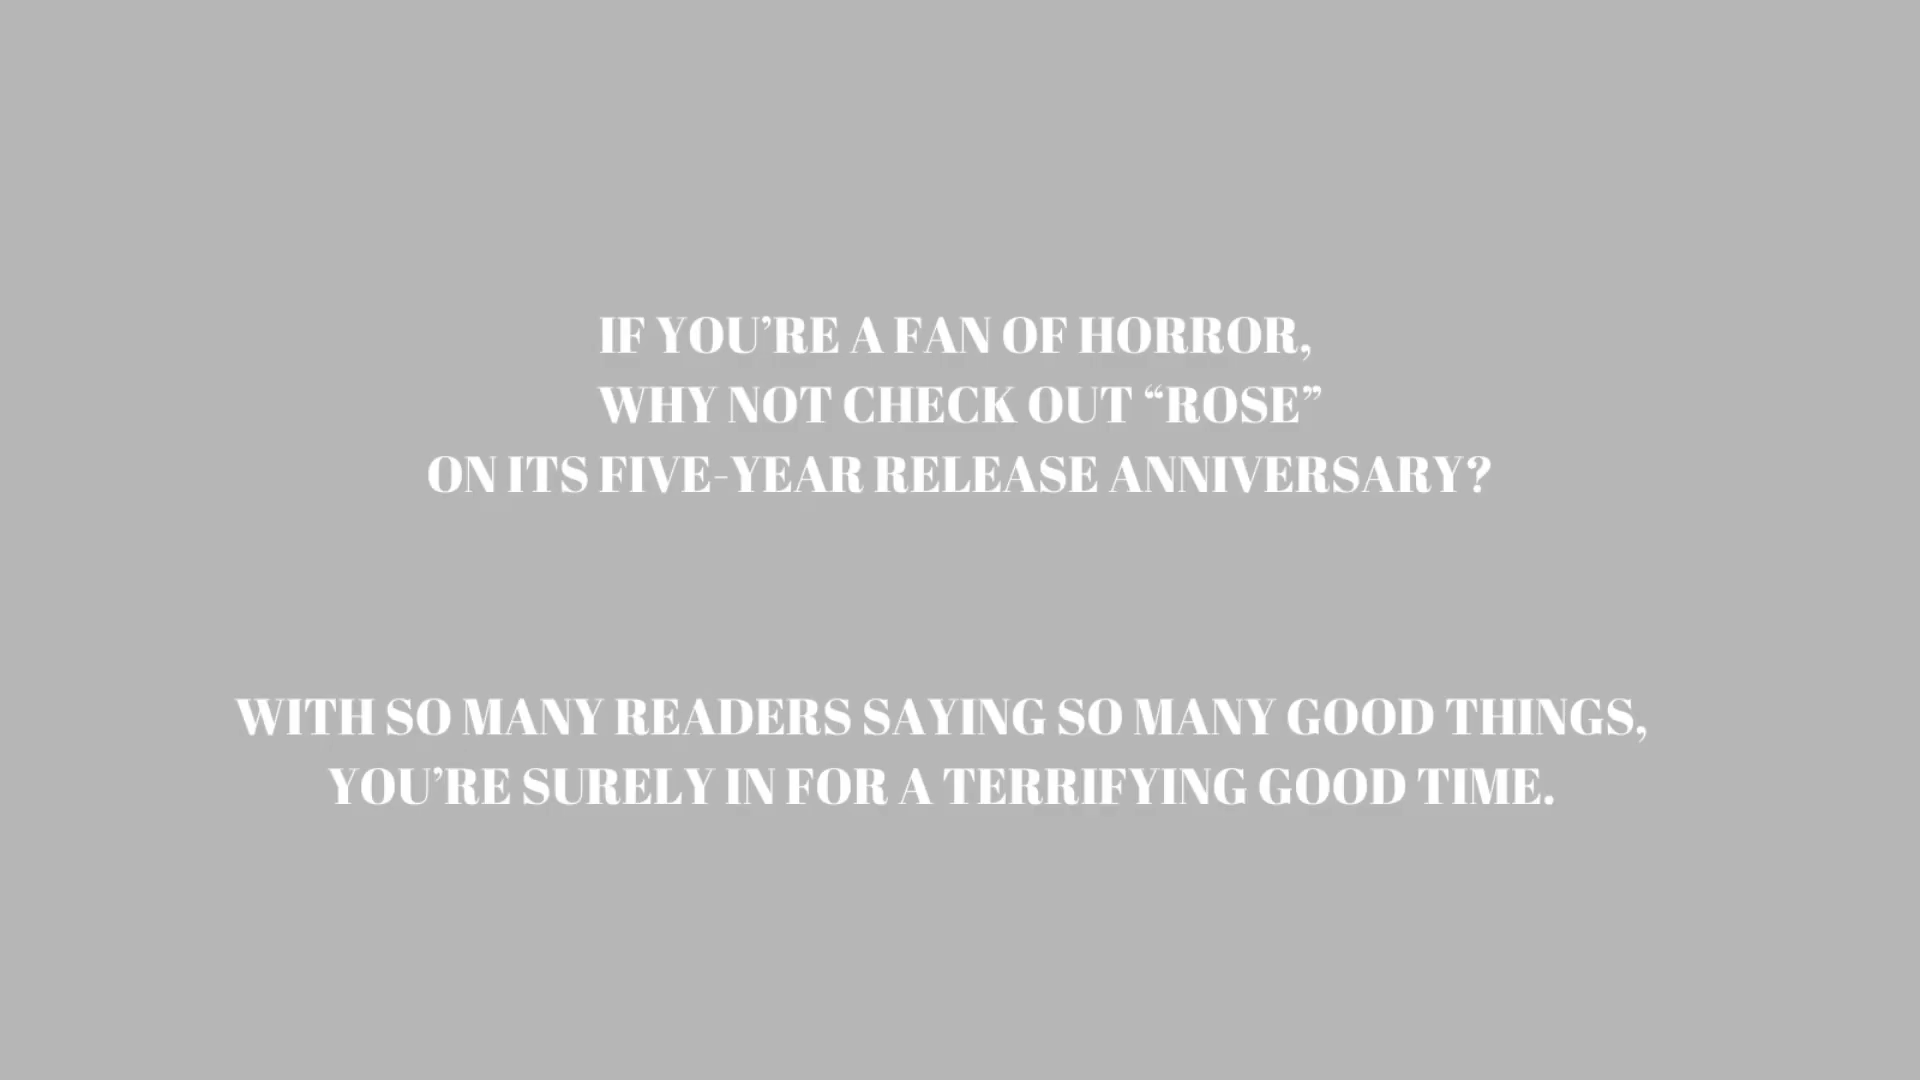 IF YOU’RE A FAN OF HORROR,
WHY NOT CHECK OUT “ROSE”
ON ITS FIVE-YEAR RELEASE ANNIVERSARY?
WITH SO MANY READERS SAYING SO MANY GOOD THINGS,
YOU’RE SURELY IN FOR A TERRIFYING GOOD TIME.